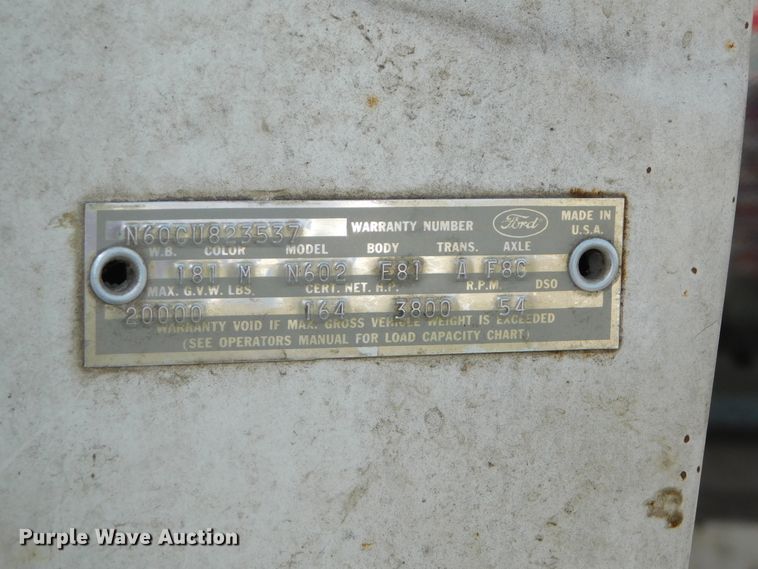 N60CU823537 WARRANTY NUMBER Ford MADE IN U.S.A.
W.B. COLOR MODEL BODY TRANS. AXLE
181 M N602 E81 A F8G
MAX. G.V.W. LBS. CERT. NET. H.P. R.P.M. DSO
20000 164 3800 54
WARRANTY VOID IF MAX. GROSS VEHICLE WEIGHT IS EXCEEDED
(SEE OPERATORS MANUAL FOR LOAD CAPACITY CHART)
Purple Wave Auction